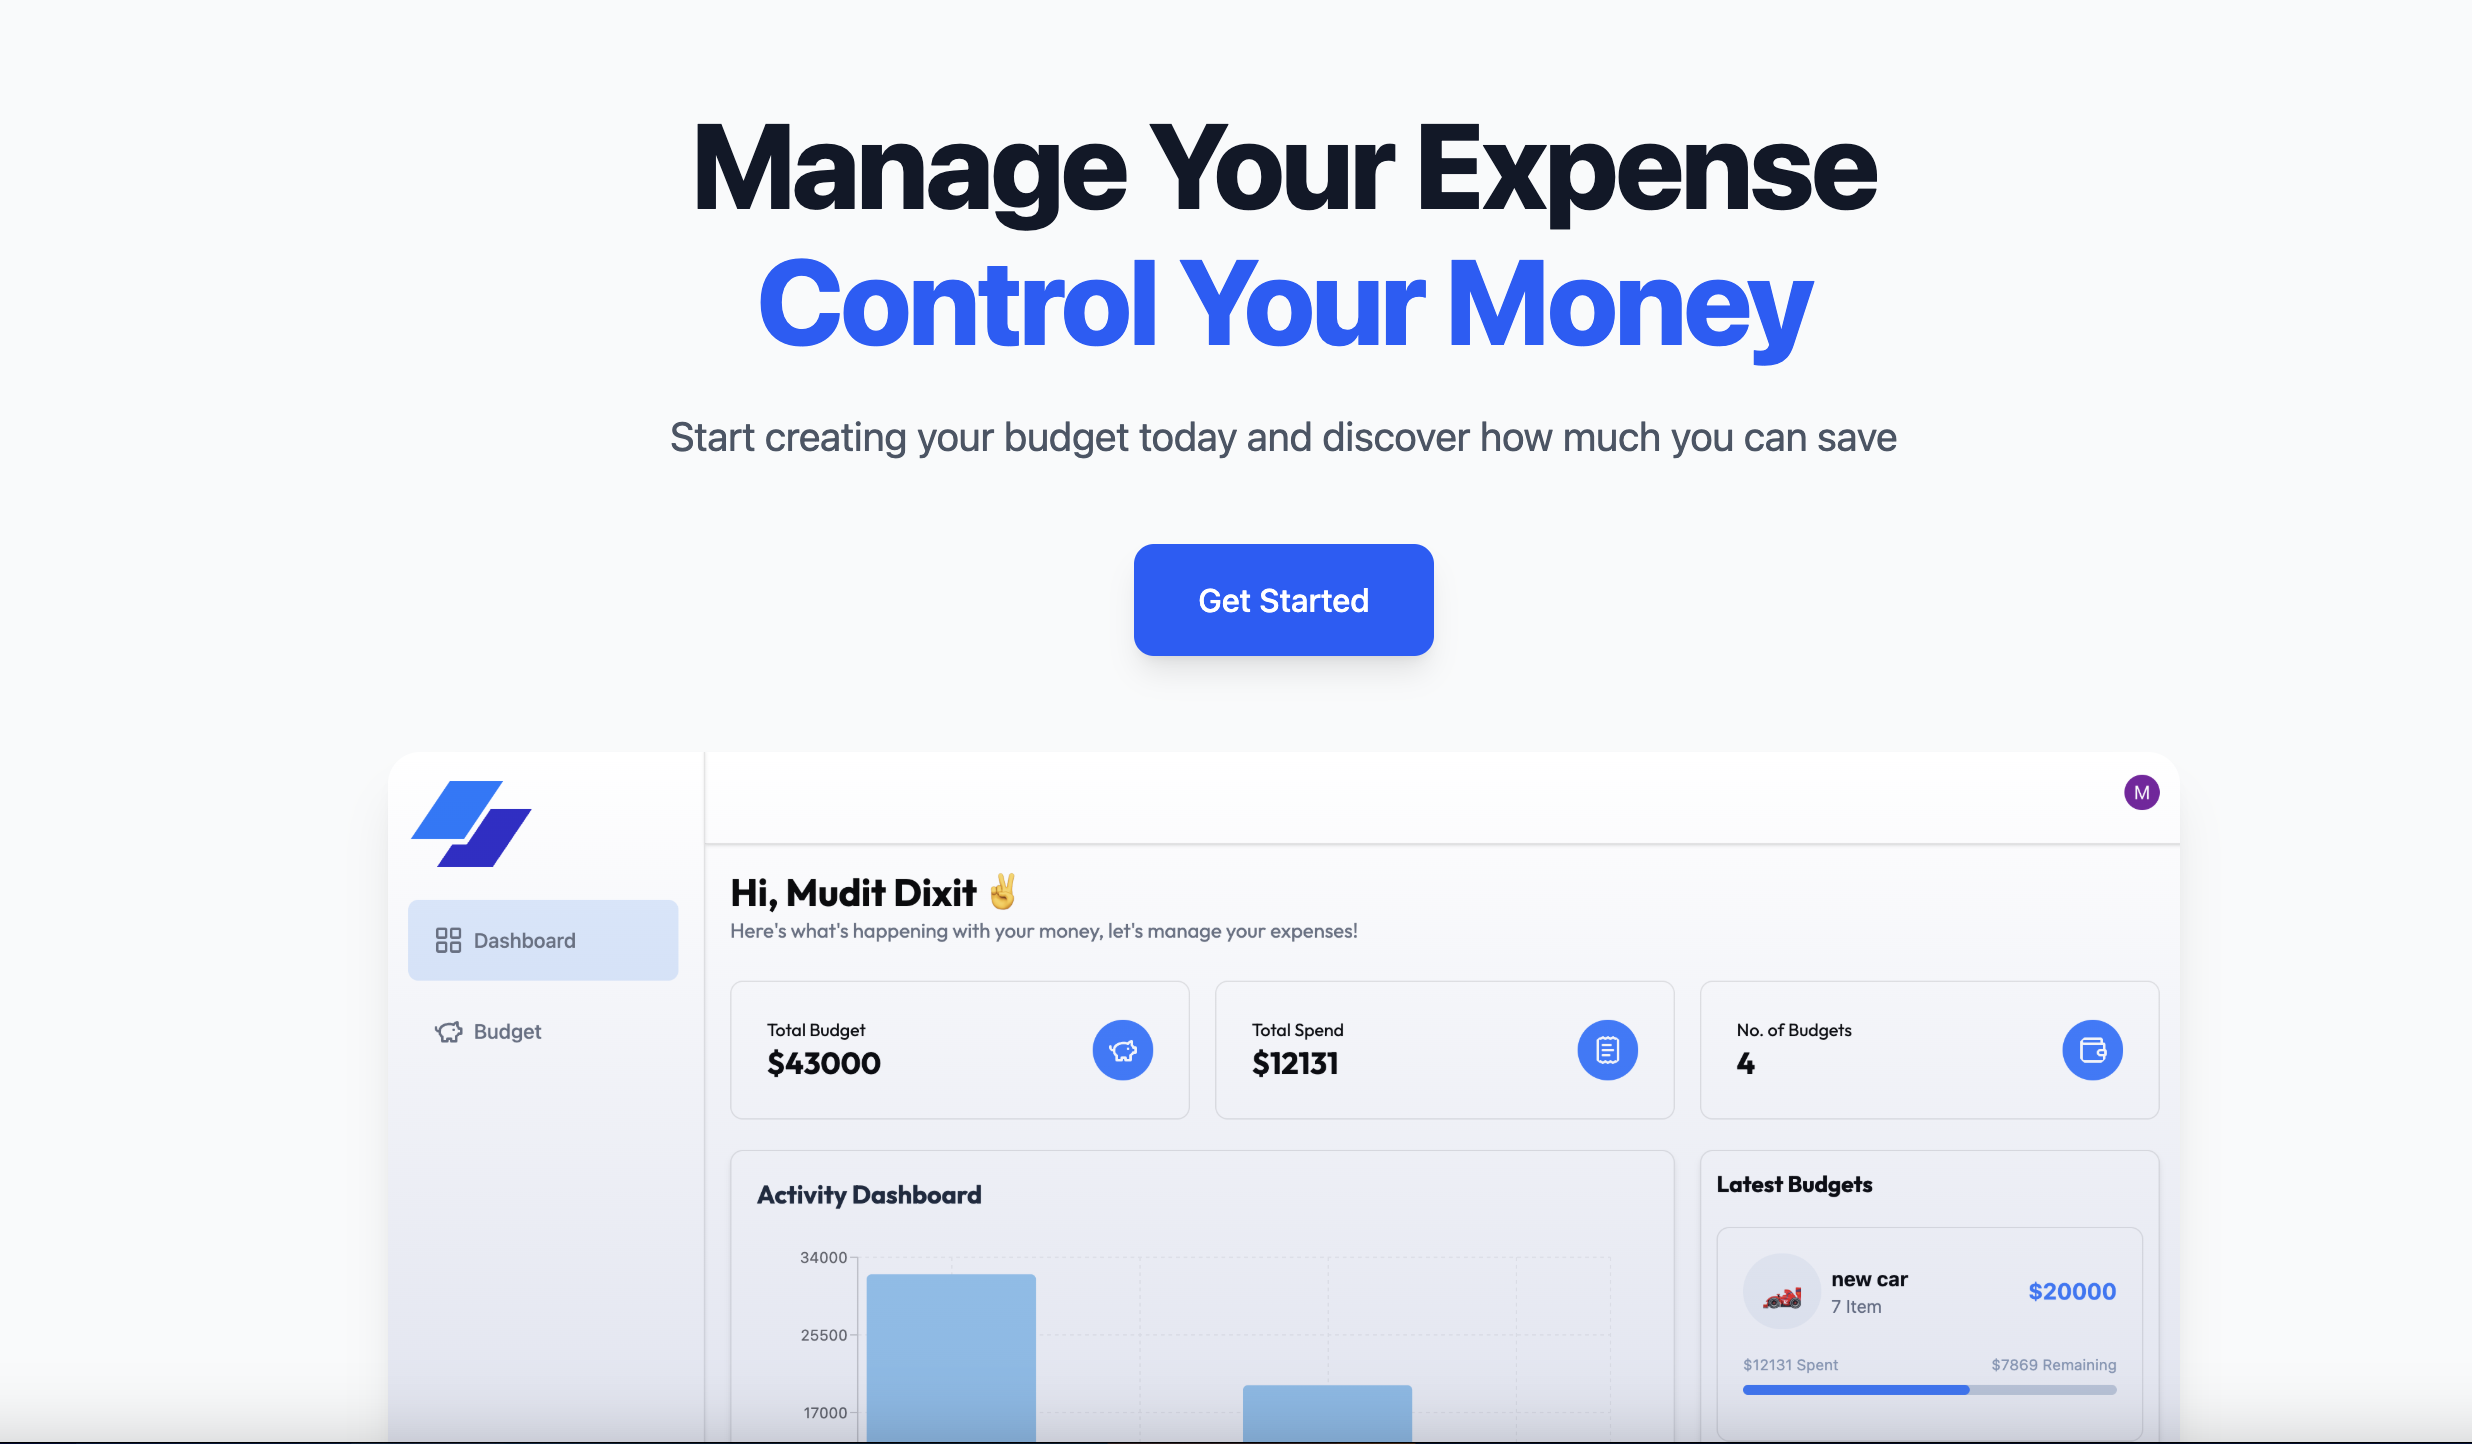 Manage Your Expense
Control Your Money
Start creating your budget today and discover how much you can save
Get Started
M
Hi, Mudit Dixit ✌️
Here's what's happening with your money, let's manage your expenses!
Dashboard
Budget
Total Budget
$43000
Total Spend
$12131
No. of Budgets
4
Activity Dashboard
34000
25500
17000
Latest Budgets
new car
7 Item
$20000
$12131 Spent
$7869 Remaining